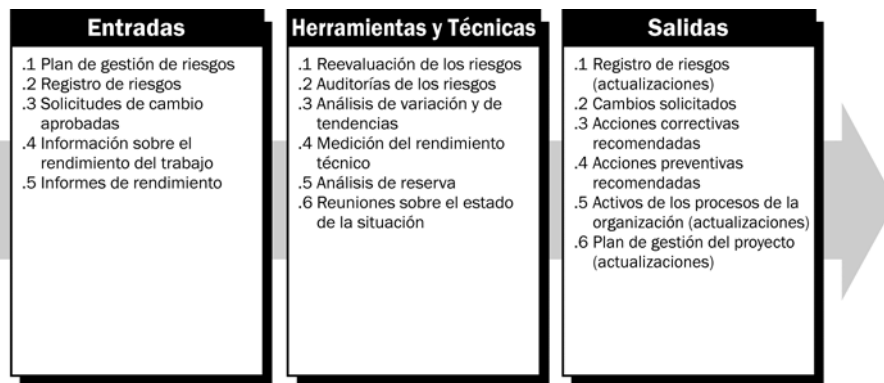 Entradas
.1 Plan de gestión de riesgos
.2 Registro de riesgos
.3 Solicitudes de cambio
aprobadas
.4 Información sobre el
rendimiento del trabajo
.5 Informes de rendimiento
Herramientas y Técnicas
.1 Reevaluación de los riesgos
.2 Auditorías de los riesgos
.3 Análisis de variación y de
tendencias
.4 Medición del rendimiento
técnico
.5 Análisis de reserva
.6 Reuniones sobre el estado
de la situación
Salidas
.1 Registro de riesgos
(actualizaciones)
.2 Cambios solicitados
.3 Acciones correctivas
recomendadas
.4 Acciones preventivas
recomendadas
.5 Activos de los procesos de la
organización (actualizaciones)
.6 Plan de gestión del proyecto
(actualizaciones)